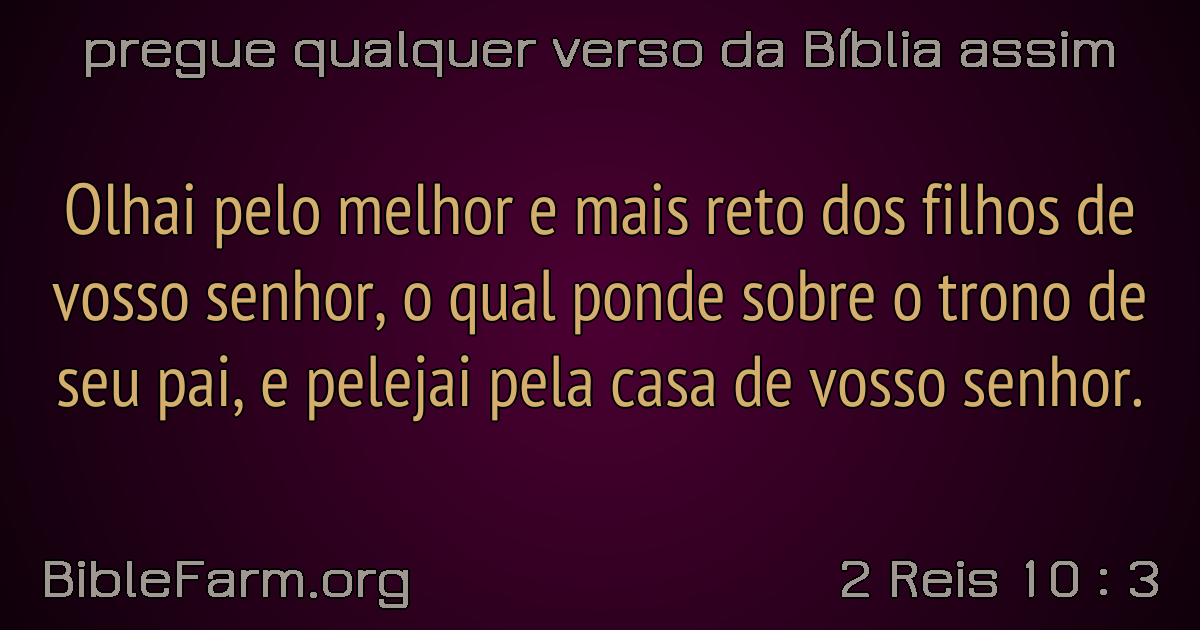 pregue qualquer verso da Bíblia assim
Olhai pelo melhor e mais reto dos filhos de
vosso senhor, o qual ponde sobre o trono de
seu pai, e pelejai pela casa de vosso senhor.
BibleFarm.org
2 Reis 10 : 3